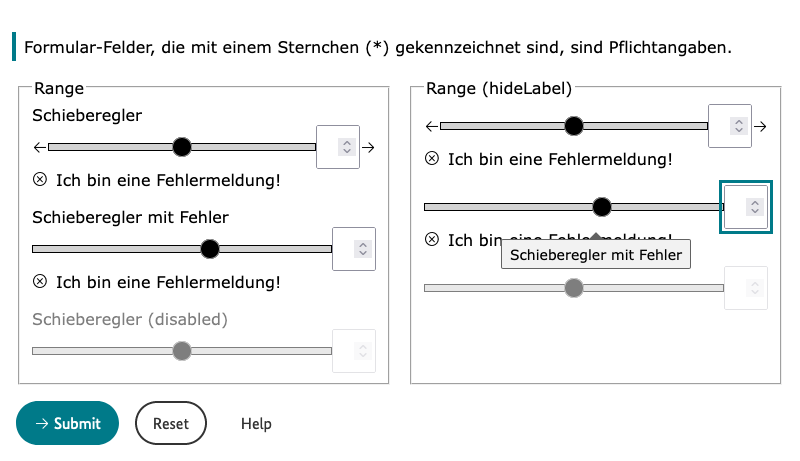 Formular-Felder, die mit einem Sternchen (*) gekennzeichnet sind, sind Pflichtangaben.
Range
Schieberegler
Ich bin eine Fehlermeldung!
Schieberegler mit Fehler
Ich bin eine Fehlermeldung!
Schieberegler (disabled)
Range (hideLabel)
Ich bin eine Fehlermeldung!
Ich bin eine Fehlermeldung!
Schieberegler mit Fehler
→ Submit
Reset
Help